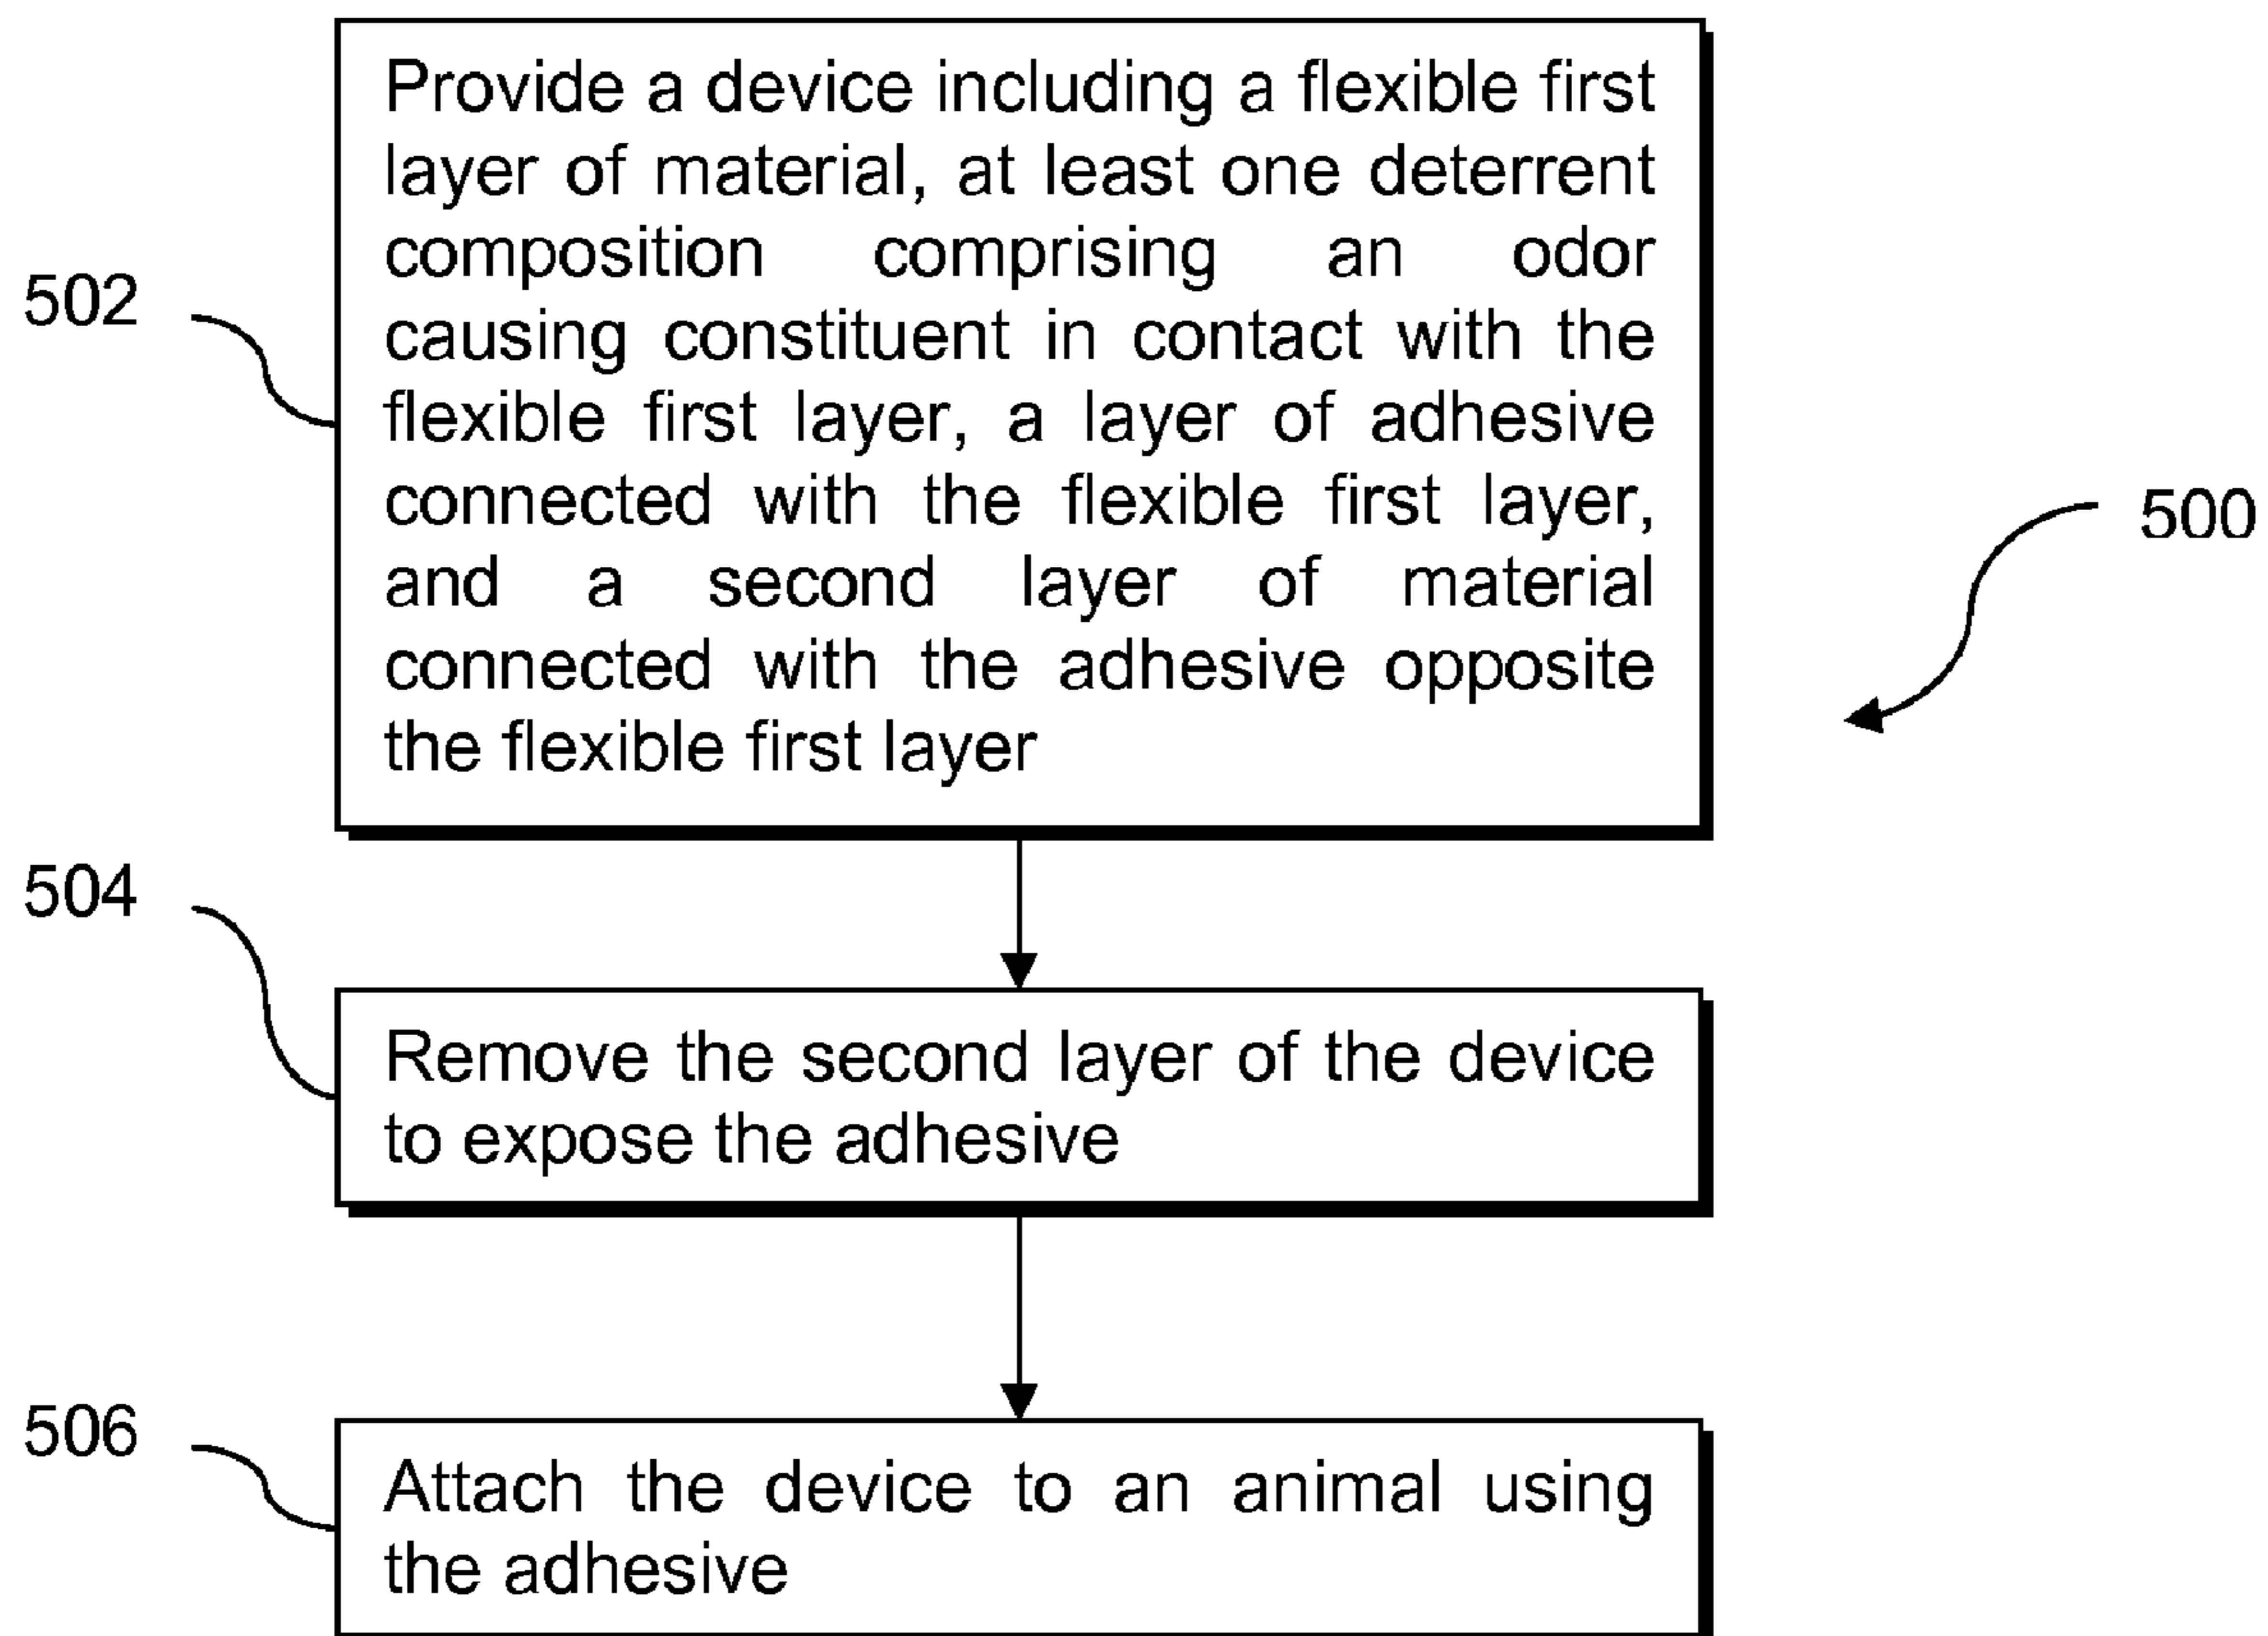 Provide a device including a flexible first
layer of material, at least one deterrent
composition comprising an odor
causing constituent in contact with the
flexible first layer, a layer of adhesive
connected with the flexible first layer,
and a second layer of material
connected with the adhesive opposite
the flexible first layer
502
500
504
Remove the second layer of the device
to expose the adhesive
506
Attach the device to an animal using
the adhesive